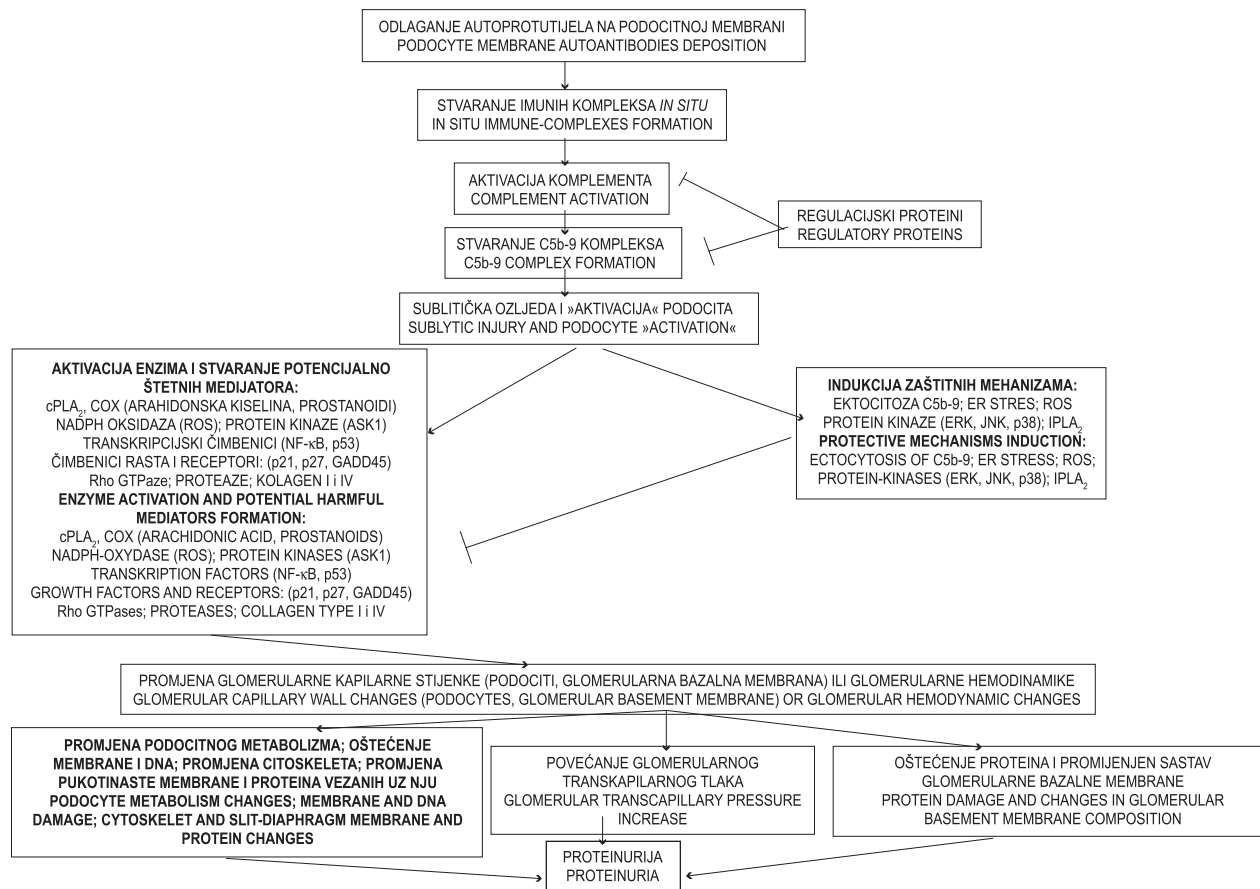 ODLAGANJE AUTOPROTUTIJELA NA PODOCITNOJ MEMBRANI
PODOCYTE MEMBRANE AUTOANTIBODIES DEPOSITION
STVARANJE IMUNIH KOMPLEKSA IN SITU
IN SITU IMMUNE-COMPLEXES FORMATION
AKTIVACIJA KOMPLEMENTA
COMPLEMENT ACTIVATION
REGULACIJSKI PROTEINI
REGULATORY PROTEINS
STVARANJE C5b-9 KOMPLEKSA
C5b-9 COMPLEX FORMATION
SUBLITIČKA OZLJEDA I »AKTIVACIJA« PODOCITA
SUBLYTIC INJURY AND PODOCYTE »ACTIVATION«
AKTIVACIJA ENZIMA I STVARANJE POTENCIJALNO
ŠTETNIH MEDIJATORA:
cPLA₂, COX (ARAHIDONSKA KISELINA, PROSTANOIDI)
NADPH OKSIDAZA (ROS); PROTEIN KINAZE (ASK1)
TRANSKRIPCIJSKI ČIMBENICI (NF-κB, p53)
ČIMBENICI RASTA I RECEPTORI: (p21, p27, GADD45)
Rho GTPaze; PROTEAZE; KOLAGEN I i IV
ENZYME ACTIVATION AND POTENTIAL HARMFUL
MEDIATORS FORMATION:
cPLA₂, COX (ARACHIDONIC ACID, PROSTANOIDS)
NADPH-OXYDASE (ROS); PROTEIN KINASES (ASK1)
TRANSKRIPTION FACTORS (NF-κB, p53)
GROWTH FACTORS AND RECEPTORS: (p21, p27, GADD45)
Rho GTPases; PROTEASES; COLLAGEN TYPE I i IV
INDUKCIJA ZAŠTITNIH MEHANIZAMA:
EKTOCITOZA C5b-9; ER STRES; ROS
PROTEIN KINAZE (ERK, JNK, p38); IPLA₂
PROTECTIVE MECHANISMS INDUCTION:
ECTOCYTOSIS OF C5b-9; ER STRESS; ROS;
PROTEIN-KINASES (ERK, JNK, p38); IPLA₂
PROMJENA GLOMERULARNE KAPILARNE STIJENKE (PODOCITI, GLOMERULARNA BAZALNA MEMBRANA) ILI GLOMERULARNE HEMODINAMIKE
GLOMERULAR CAPILLARY WALL CHANGES (PODOCYTES, GLOMERULAR BASEMENT MEMBRANE) OR GLOMERULAR HEMODYNAMIC CHANGES
PROMJENA PODOCITNOG METABOLIZMA; OŠTEĆENJE
MEMBRANE I DNA; PROMJENA CITOSKELETA; PROMJENA
PUKOTINASTE MEMBRANE I PROTEINA VEZANIH UZ NJU
PODOCYTE METABOLISM CHANGES; MEMBRANE AND DNA
DAMAGE; CYTOSKELET AND SLIT-DIAPHRAGM MEMBRANE AND
PROTEIN CHANGES
POVEĆANJE GLOMERULARNOG
TRANSKAPILARNOG TLAKA
GLOMERULAR TRANSCAPILLARY PRESSURE
INCREASE
OŠTEĆENJE PROTEINA I PROMIJENJEN SASTAV
GLOMERULARNE BAZALNE MEMBRANE
PROTEIN DAMAGE AND CHANGES IN GLOMERULAR
BASEMENT MEMBRANE COMPOSITION
PROTEINURIJA
PROTEINURIA